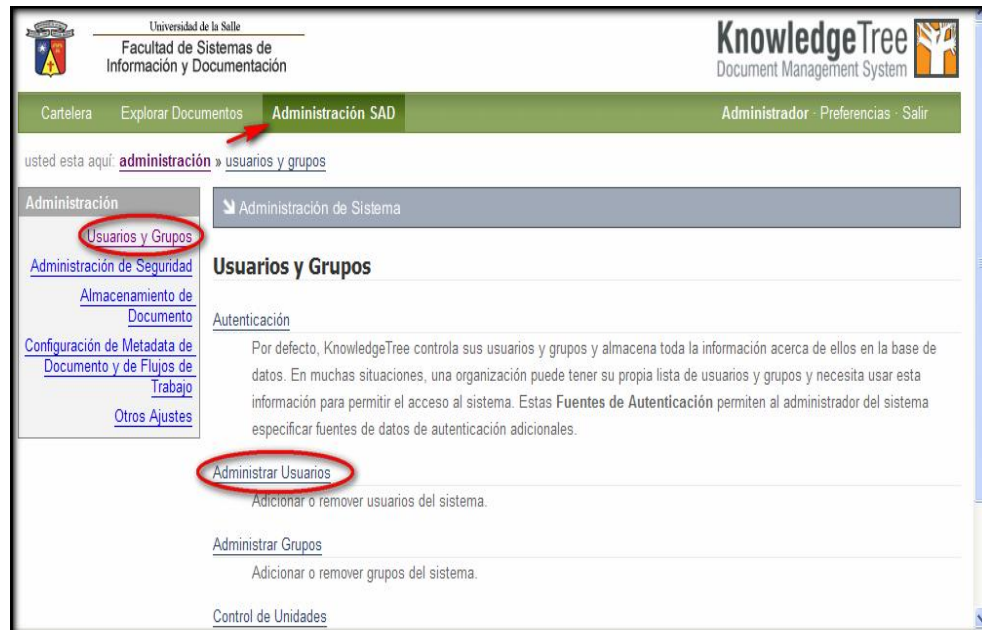 Universidad de la Salle
Facultad de Sistemas de
Información y Documentación
KnowledgeTree
Document Management System
Cartelera Explorar Documentos Administración SAD Administrador · Preferencias · Salir
usted esta aquí: administración » usuarios y grupos
Administración
Usuarios y Grupos
Administración de Seguridad
Almacenamiento de
Documento
Configuración de Metadata de
Documento y de Flujos de
Trabajo
Otros Ajustes
Administración de Sistema
Usuarios y Grupos
Autenticación
Por defecto, KnowledgeTree controla sus usuarios y grupos y almacena toda la información acerca de ellos en la base de
datos. En muchas situaciones, una organización puede tener su propia lista de usuarios y grupos y necesita usar esta
información para permitir el acceso al sistema. Estas Fuentes de Autenticación permiten al administrador del sistema
especificar fuentes de datos de autenticación adicionales.
Administrar Usuarios
Adicionar o remover usuarios del sistema.
Administrar Grupos
Adicionar o remover grupos del sistema.
Control de Unidades